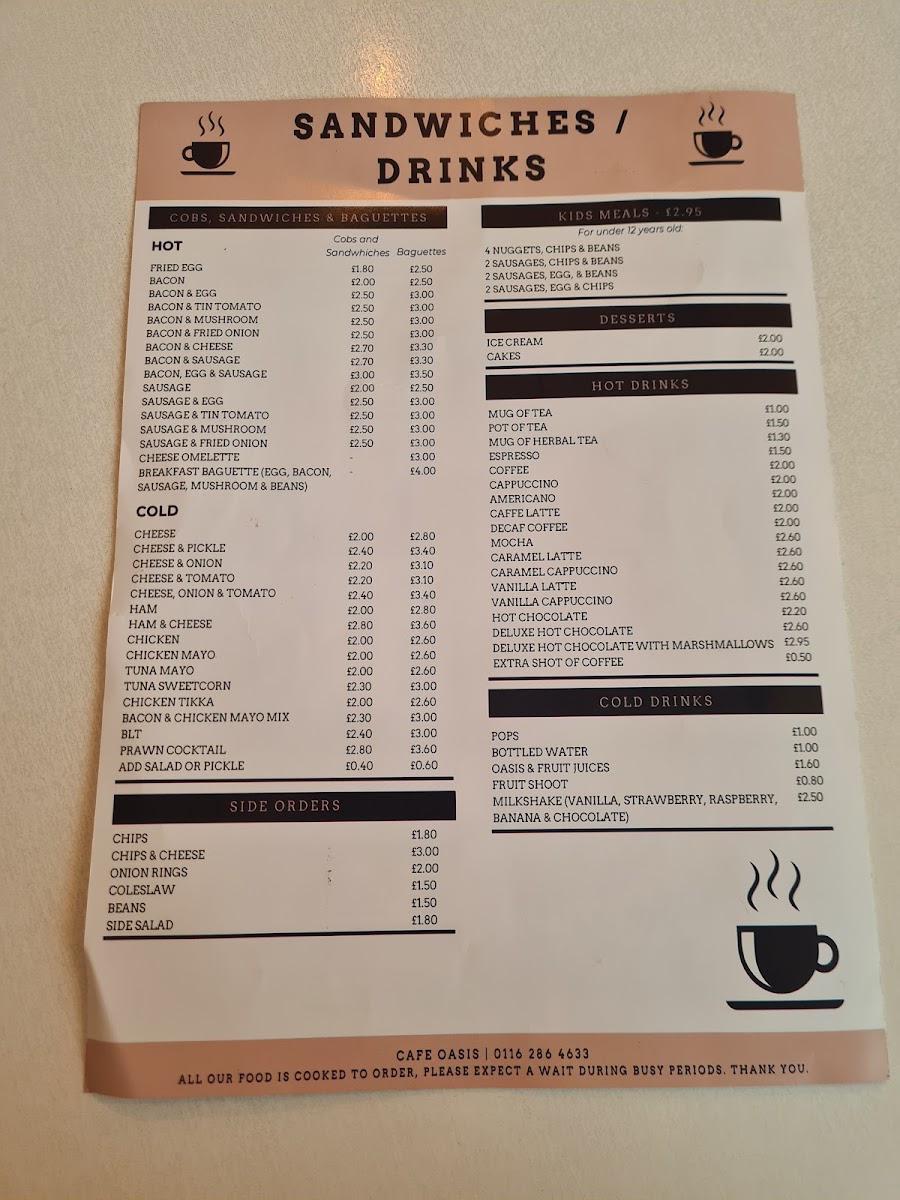 SANDWICHES /
DRINKS
COBS, SANDWICHES & BAGUETTES
HOT
Cobs and
Sandwhiches Baguettes
FRIED EGG £1.80 £2.50
BACON £2.00 £2.50
BACON & EGG £2.50 £3.00
BACON & TIN TOMATO £2.50 £3.00
BACON & MUSHROOM £2.50 £3.00
BACON & FRIED ONION £2.50 £3.00
BACON & CHEESE £2.70 £3.30
BACON & SAUSAGE £2.70 £3.30
BACON, EGG & SAUSAGE £3.00 £3.50
SAUSAGE £2.00 £2.50
SAUSAGE & EGG £2.50 £3.00
SAUSAGE & TIN TOMATO £2.50 £3.00
SAUSAGE & MUSHROOM £2.50 £3.00
SAUSAGE & FRIED ONION £2.50 £3.00
CHEESE OMELETTE - £3.00
BREAKFAST BAGUETTE (EGG, BACON, - £4.00
SAUSAGE, MUSHROOM & BEANS)
COLD
CHEESE £2.00 £2.80
CHEESE & PICKLE £2.40 £3.40
CHEESE & ONION £2.20 £3.10
CHEESE & TOMATO £2.20 £3.10
CHEESE, ONION & TOMATO £2.40 £3.40
HAM £2.00 £2.80
HAM & CHEESE £2.80 £3.60
CHICKEN £2.00 £2.60
CHICKEN MAYO £2.00 £2.60
TUNA MAYO £2.00 £2.60
TUNA SWEETCORN £2.30 £3.00
CHICKEN TIKKA £2.00 £2.60
BACON & CHICKEN MAYO MIX £2.30 £3.00
BLT £2.40 £3.00
PRAWN COCKTAIL £2.80 £3.60
ADD SALAD OR PICKLE £0.40 £0.60
SIDE ORDERS
CHIPS £1.80
CHIPS & CHEESE £3.00
ONION RINGS £2.00
COLESLAW £1.50
BEANS £1.50
SIDE SALAD £1.80
KIDS MEALS - £2.95
For under 12 years old:
4 NUGGETS, CHIPS & BEANS
2 SAUSAGES, CHIPS & BEANS
2 SAUSAGES, EGG, & BEANS
2 SAUSAGES, EGG & CHIPS
DESSERTS
ICE CREAM £2.00
CAKES £2.00
HOT DRINKS
MUG OF TEA £1.00
POT OF TEA £1.50
MUG OF HERBAL TEA £1.30
ESPRESSO £1.50
COFFEE £2.00
CAPPUCCINO £2.00
AMERICANO £2.00
CAFFE LATTE £2.00
DECAF COFFEE £2.00
MOCHA £2.60
CARAMEL LATTE £2.60
CARAMEL CAPPUCCINO £2.60
VANILLA LATTE £2.60
VANILLA CAPPUCCINO £2.60
HOT CHOCOLATE £2.20
DELUXE HOT CHOCOLATE £2.60
DELUXE HOT CHOCOLATE WITH MARSHMALLOWS £2.95
EXTRA SHOT OF COFFEE £0.50
COLD DRINKS
POPS £1.00
BOTTLED WATER £1.00
OASIS & FRUIT JUICES £1.60
FRUIT SHOOT £0.80
MILKSHAKE (VANILLA, STRAWBERRY, RASPBERRY, £2.50
BANANA & CHOCOLATE)
CAFE OASIS | 0116 286 4633
ALL OUR FOOD IS COOKED TO ORDER, PLEASE EXPECT A WAIT DURING BUSY PERIODS. THANK YOU.